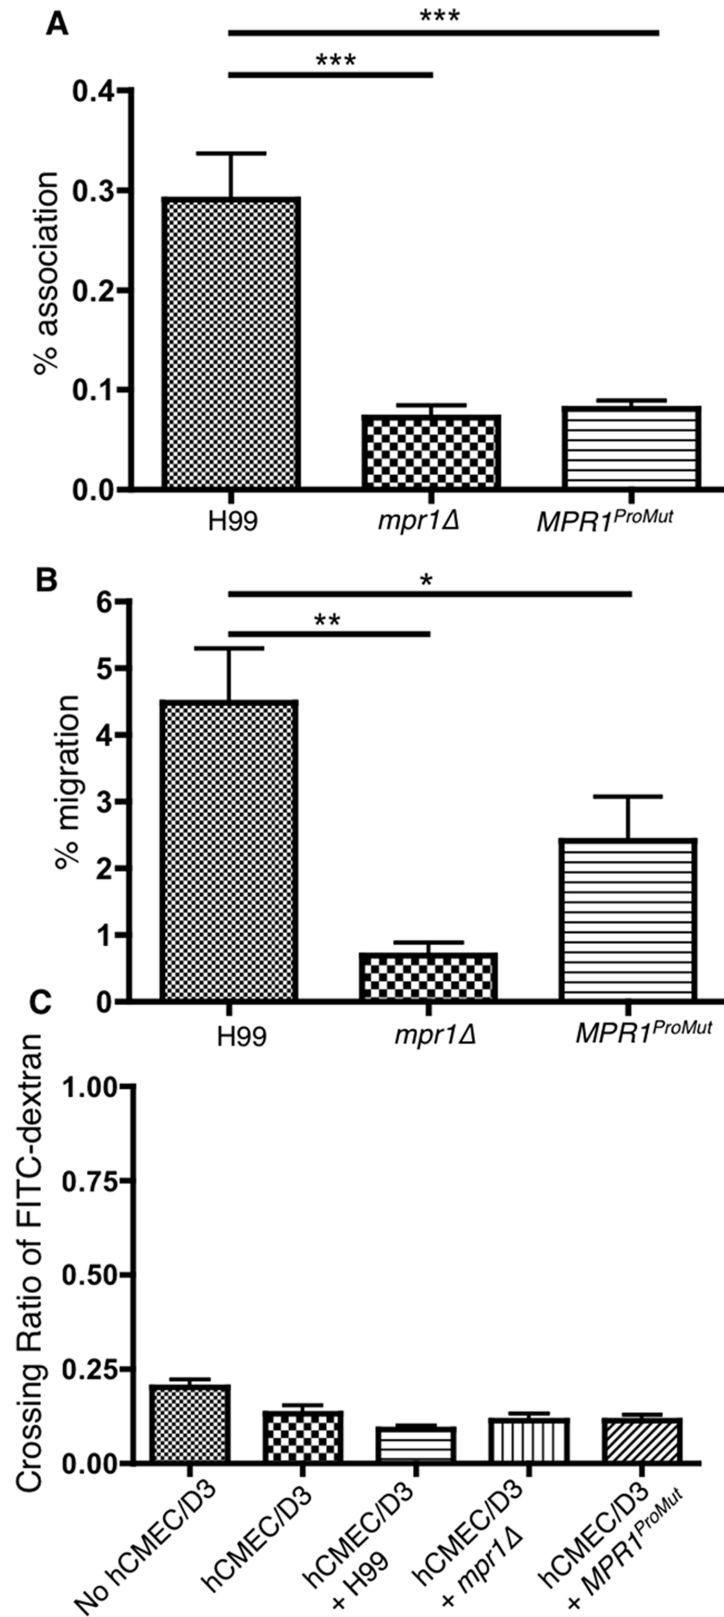 A
***
***
0.4
0.3
0.2
0.1
0.0
% association
H99
mpr1Δ
MPR1ProMut
B
*
**
6
5
4
3
2
1
0
% migration
H99
mpr1Δ
MPR1ProMut
C
1.00
0.75
0.50
0.25
0.00
Crossing Ratio of FITC-dextran
No hCMEC/D3
hCMEC/D3
hCMEC/D3
+ H99
hCMEC/D3
+ mpr1Δ
hCMEC/D3
+ MPR1ProMut